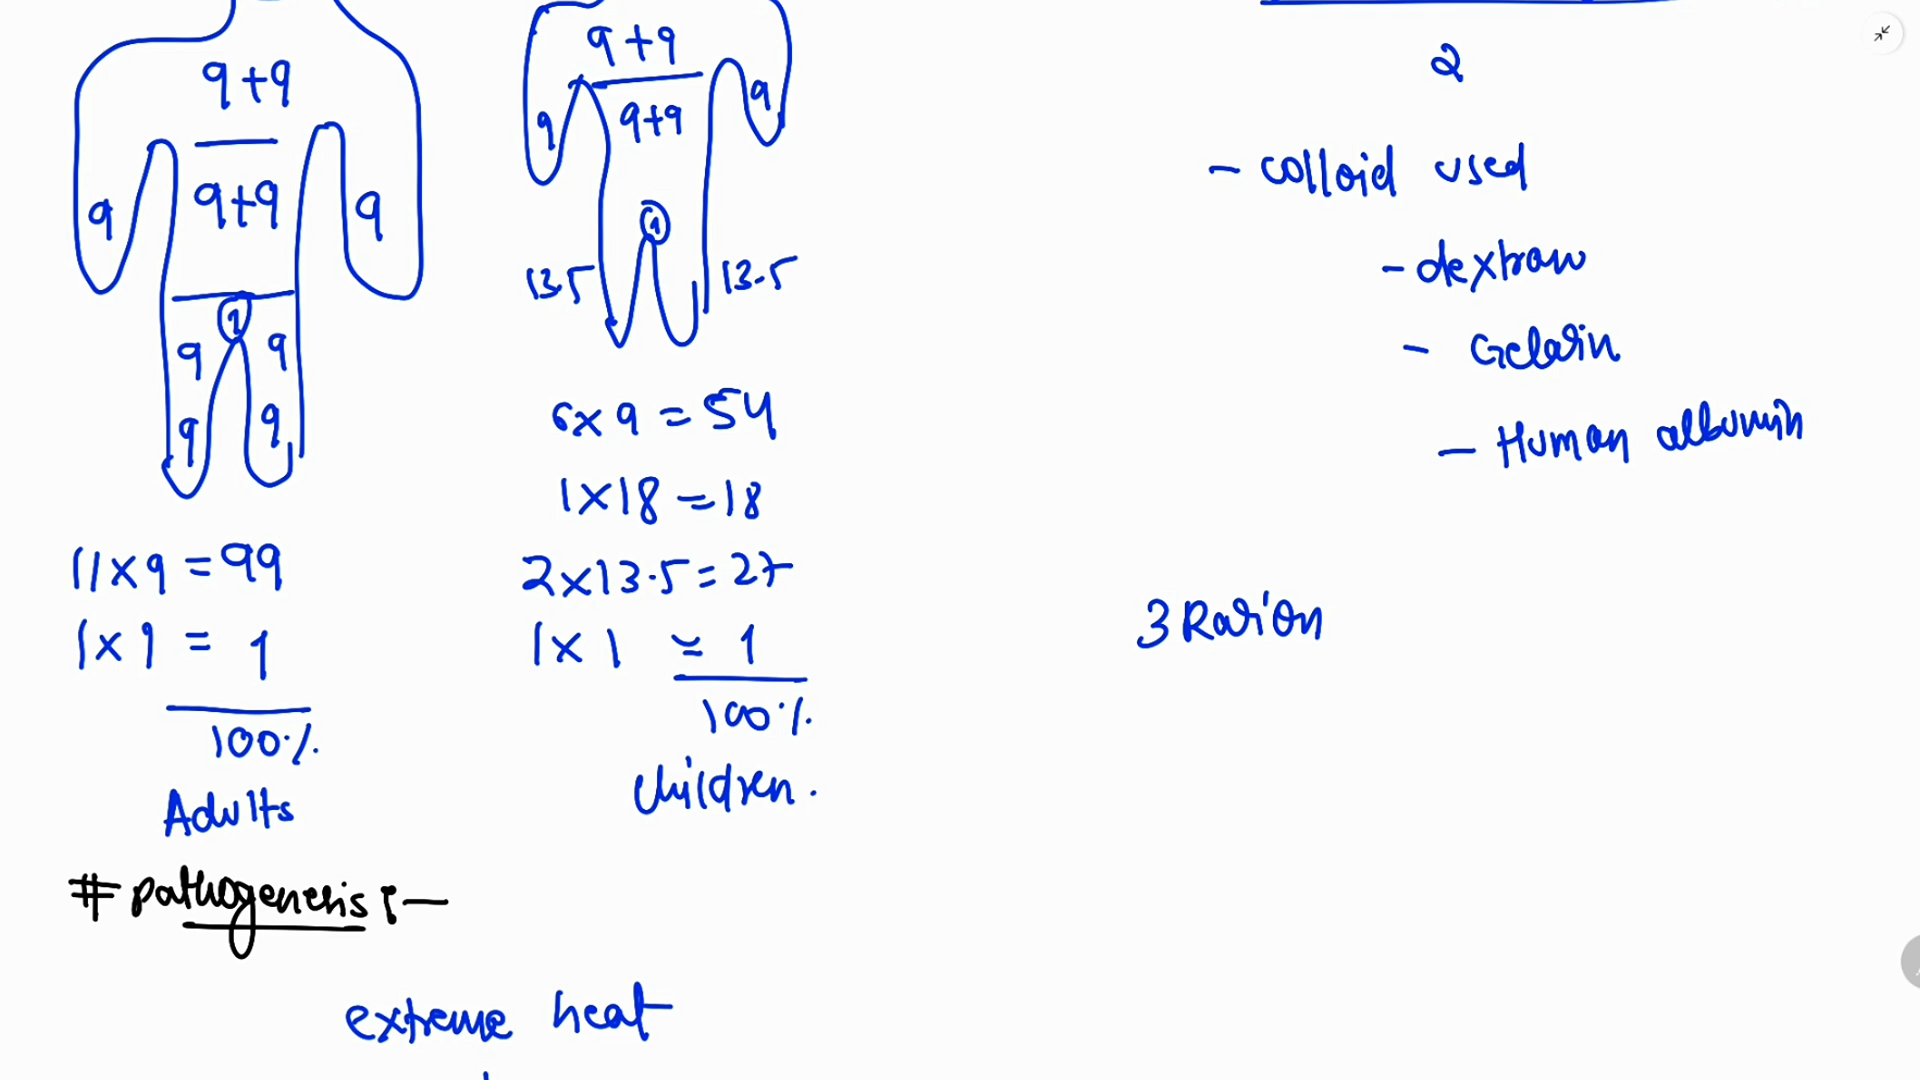 9+9
9+9
9
9
1
9
9
9
9
11×9 = 99
1×1 = 1
100%
Adults
9+9
9+9
9
9
1
13.5
13.5
6×9 = 54
1×18 = 18
2×13.5 = 27
1×1 = 1
100%
children.
# pathogenesis :—
extreme heat
2
- colloid used
- dextran
- Gelatin
- Human albumin
3 Ration